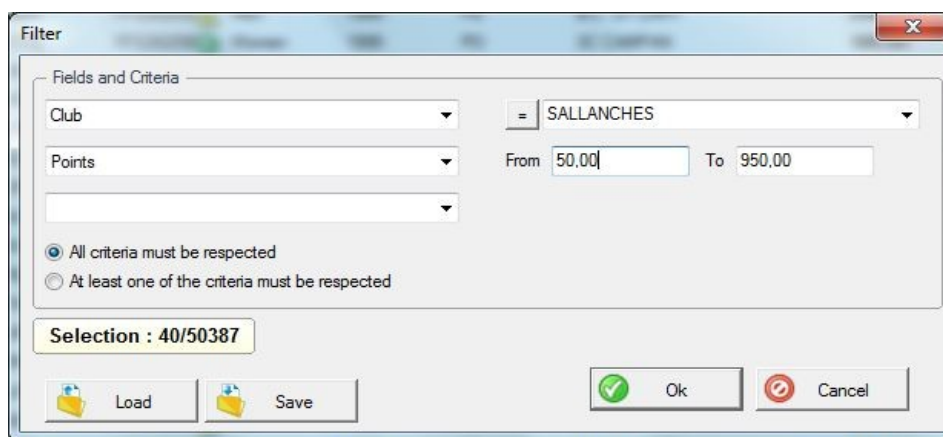 Filter
Fields and Criteria
Club = SALLANCHES
Points From 50,00 To 950,00
All criteria must be respected
At least one of the criteria must be respected
Selection : 40/50387
Load Save Ok Cancel